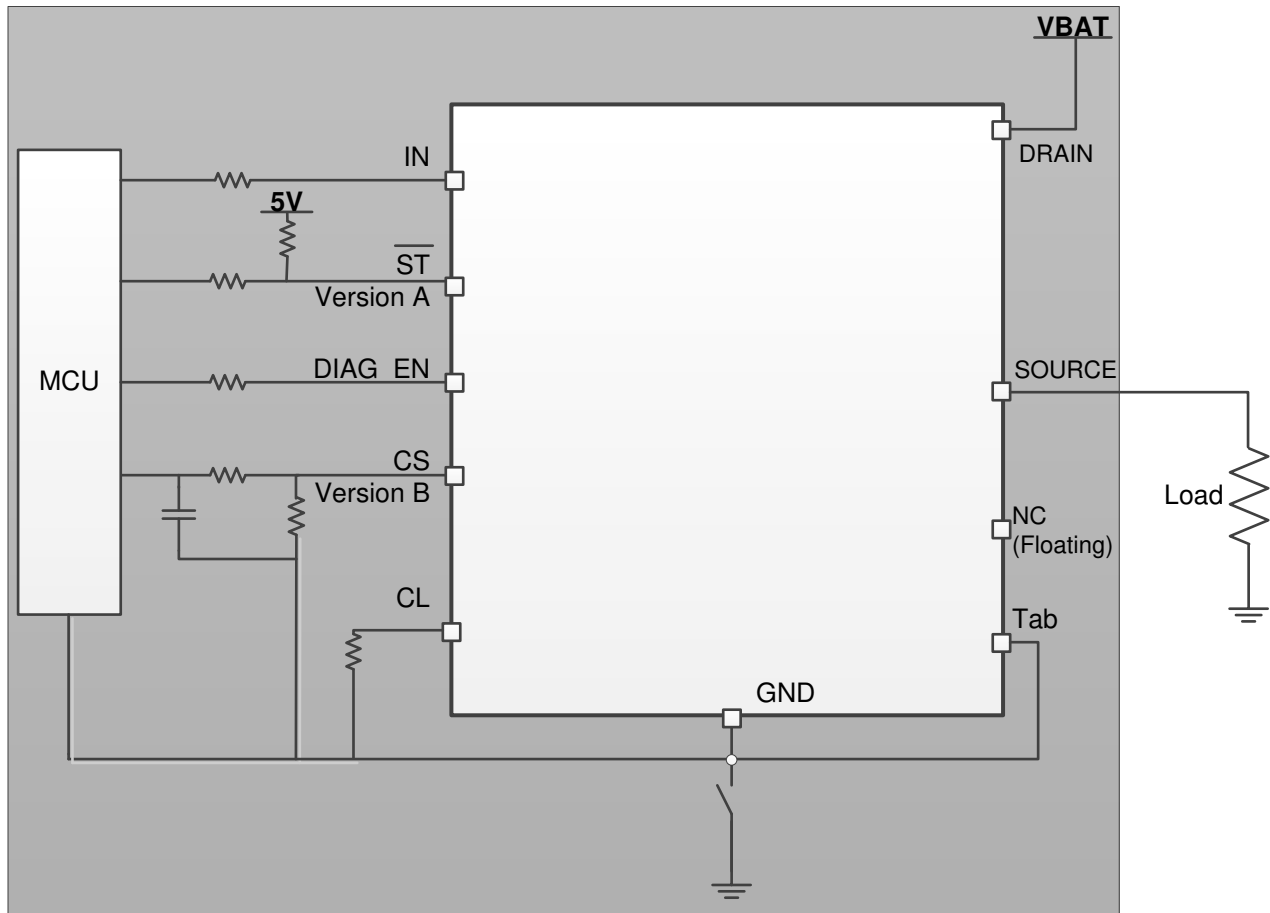 VBAT
DRAIN
IN
5V
ST
Version A
DIAG EN
MCU
SOURCE
CS
Version B
NC
(Floating)
Load
CL
Tab
GND